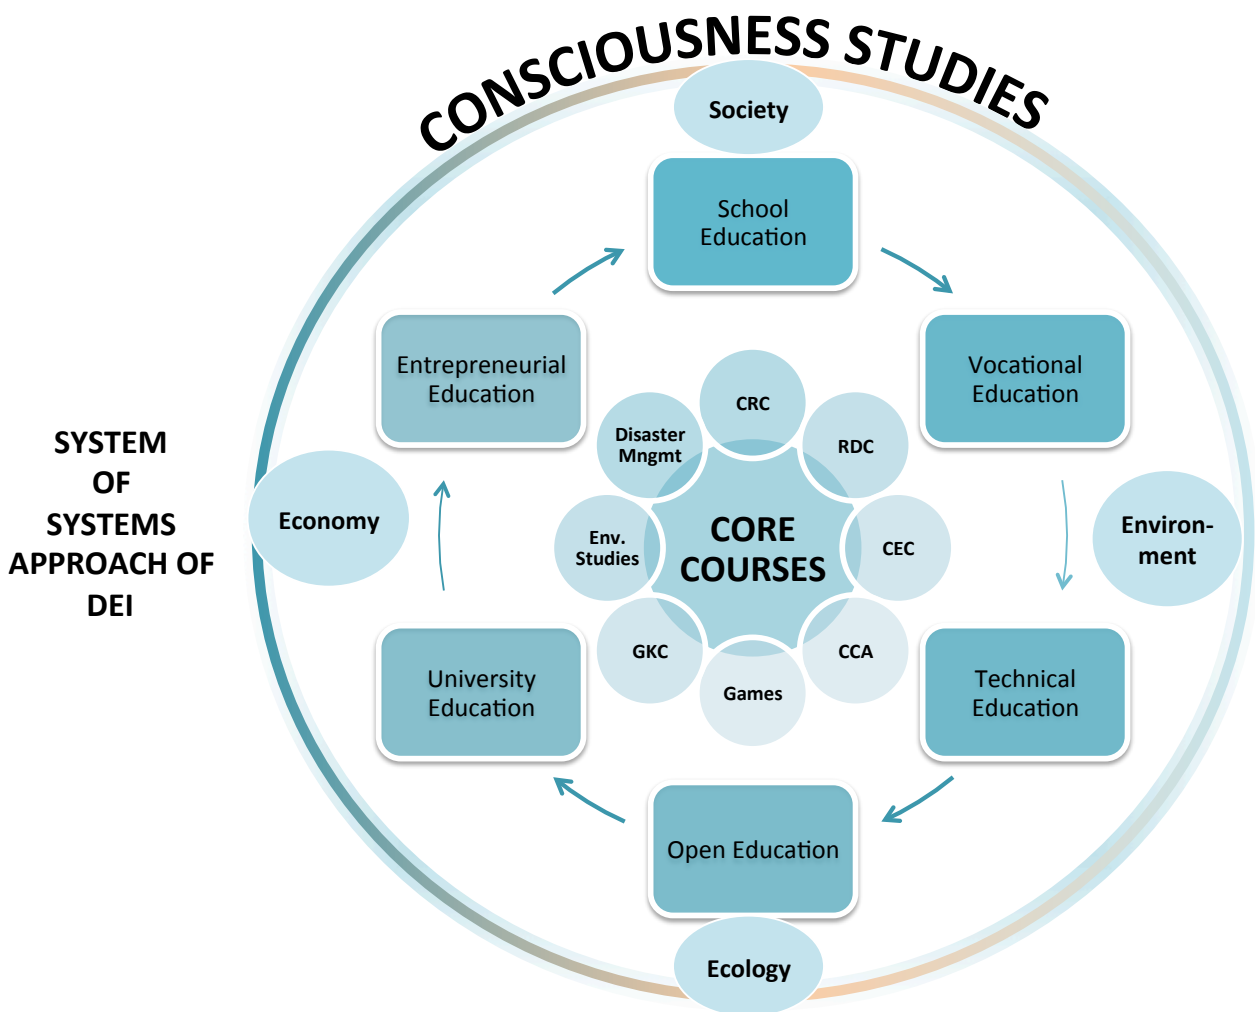 CONSCIOUSNESS STUDIES
Society
School
Education
Entrepreneurial
Education
Vocational
Education
CRC
Disaster
Mngmt
RDC
SYSTEM
OF
SYSTEMS
APPROACH OF
DEI
Economy
Env.
Studies
CORE
COURSES
CEC
Environ-
ment
GKC
CCA
Games
University
Education
Technical
Education
Open Education
Ecology